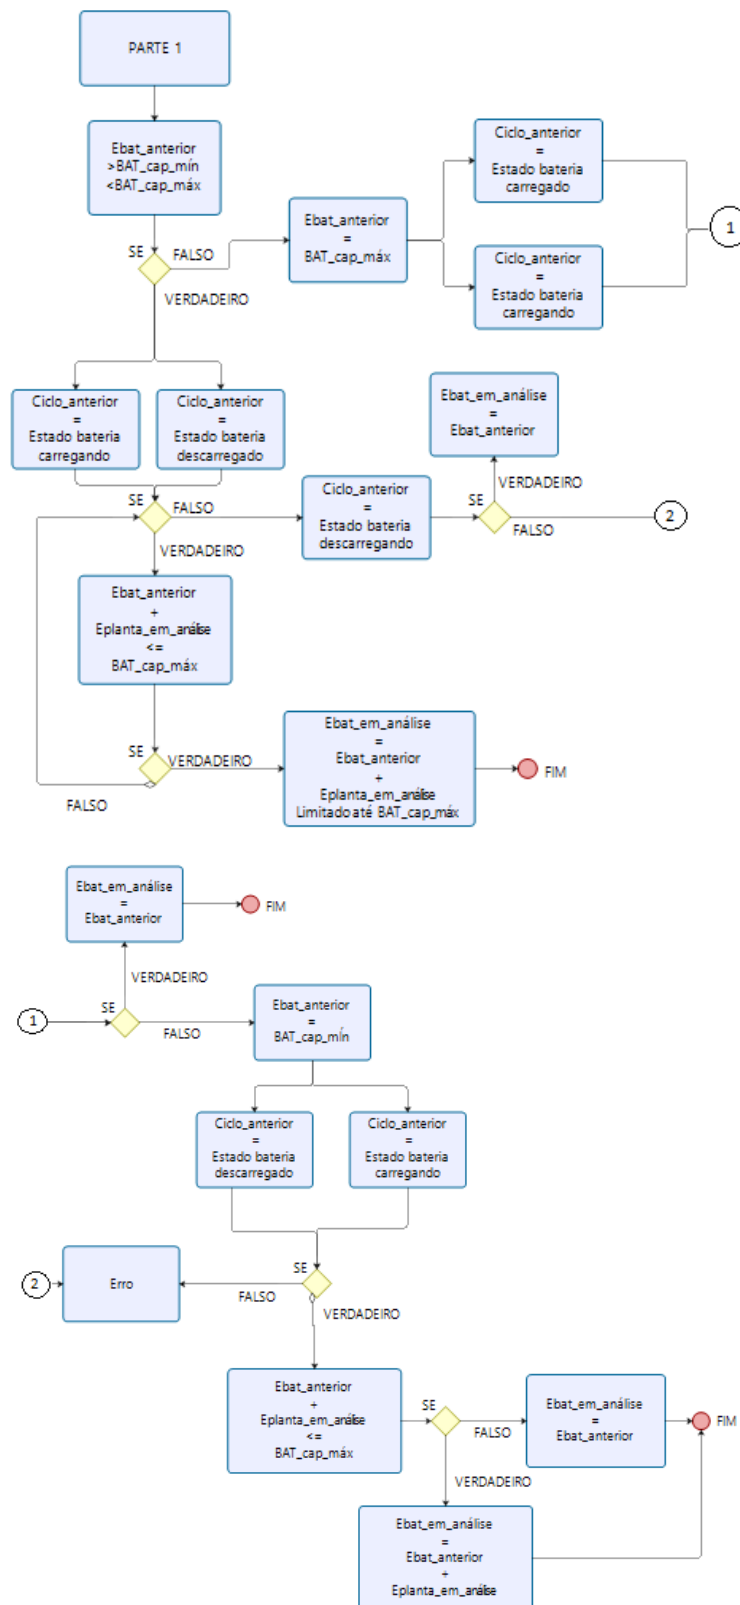 PARTE 1
Ebat_anterior
>BAT_cap_mín
<BAT_cap_máx
SE
FALSO
VERDADEIRO
Ebat_anterior
=
BAT_cap_máx
Ciclo_anterior
=
Estado bateria
carregado
Ciclo_anterior
=
Estado bateria
carregando
1
Ciclo_anterior
=
Estado bateria
carregando
Ciclo_anterior
=
Estado bateria
descarregado
SE
FALSO
VERDADEIRO
Ciclo_anterior
=
Estado bateria
descarregando
Ebat_em_análise
=
Ebat_anterior
SE
VERDADEIRO
FALSO
2
Ebat_anterior
+
Eplanta_em_análise
<=
BAT_cap_máx
SE
VERDADEIRO
FALSO
Ebat_em_análise
=
Ebat_anterior
+
Eplanta_em_análise
Limitado até BAT_cap_máx
FIM
Ebat_em_análise
=
Ebat_anterior
FIM
VERDADEIRO
1
SE
FALSO
Ebat_anterior
=
BAT_cap_mín
Ciclo_anterior
=
Estado bateria
descarregado
Ciclo_anterior
=
Estado bateria
carregando
2
Erro
SE
FALSO
VERDADEIRO
Ebat_anterior
+
Eplanta_em_análise
<=
BAT_cap_máx
SE
FALSO
VERDADEIRO
Ebat_em_análise
=
Ebat_anterior
FIM
Ebat_em_análise
=
Ebat_anterior
+
Eplanta_em_análise